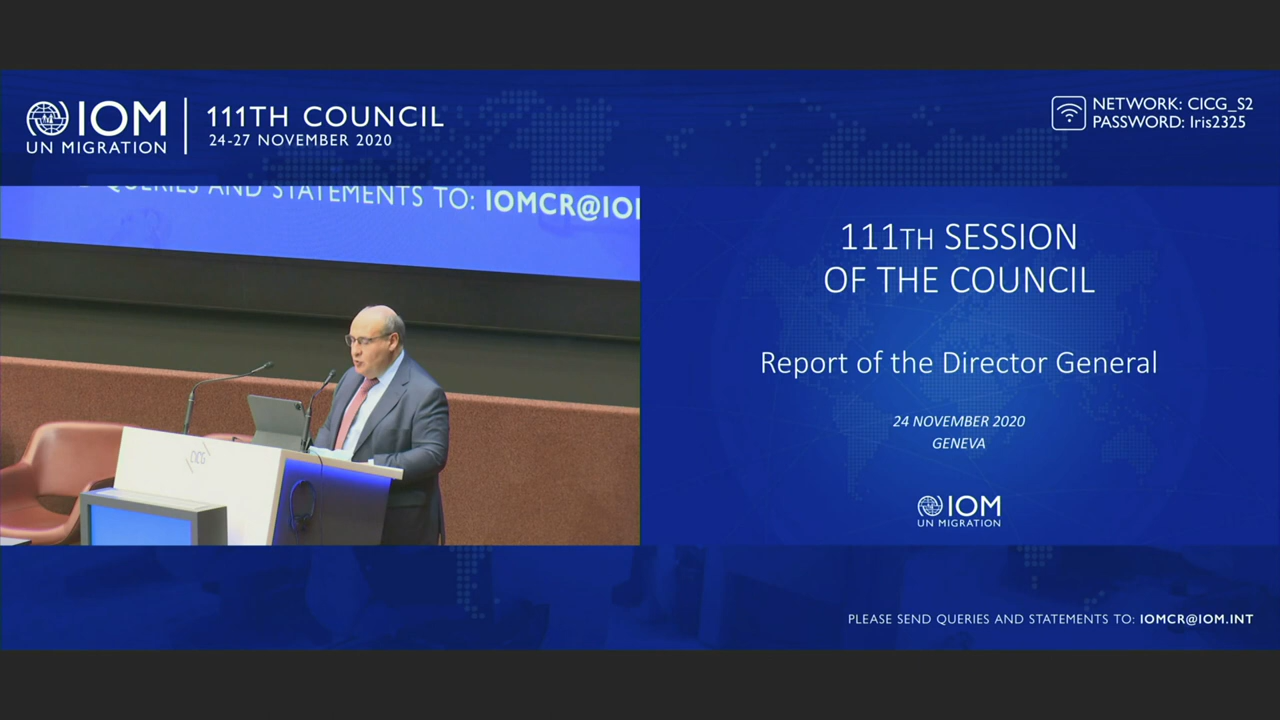 IOM
UN MIGRATION
111TH COUNCIL
24-27 NOVEMBER 2020
NETWORK: CICG_S2
PASSWORD: Iris2325
QUERIES AND STATEMENTS TO: IOMCR@IOM
CICG
111TH SESSION
OF THE COUNCIL
Report of the Director General
24 NOVEMBER 2020
GENEVA
IOM
UN MIGRATION
PLEASE SEND QUERIES AND STATEMENTS TO: IOMCR@IOM.INT